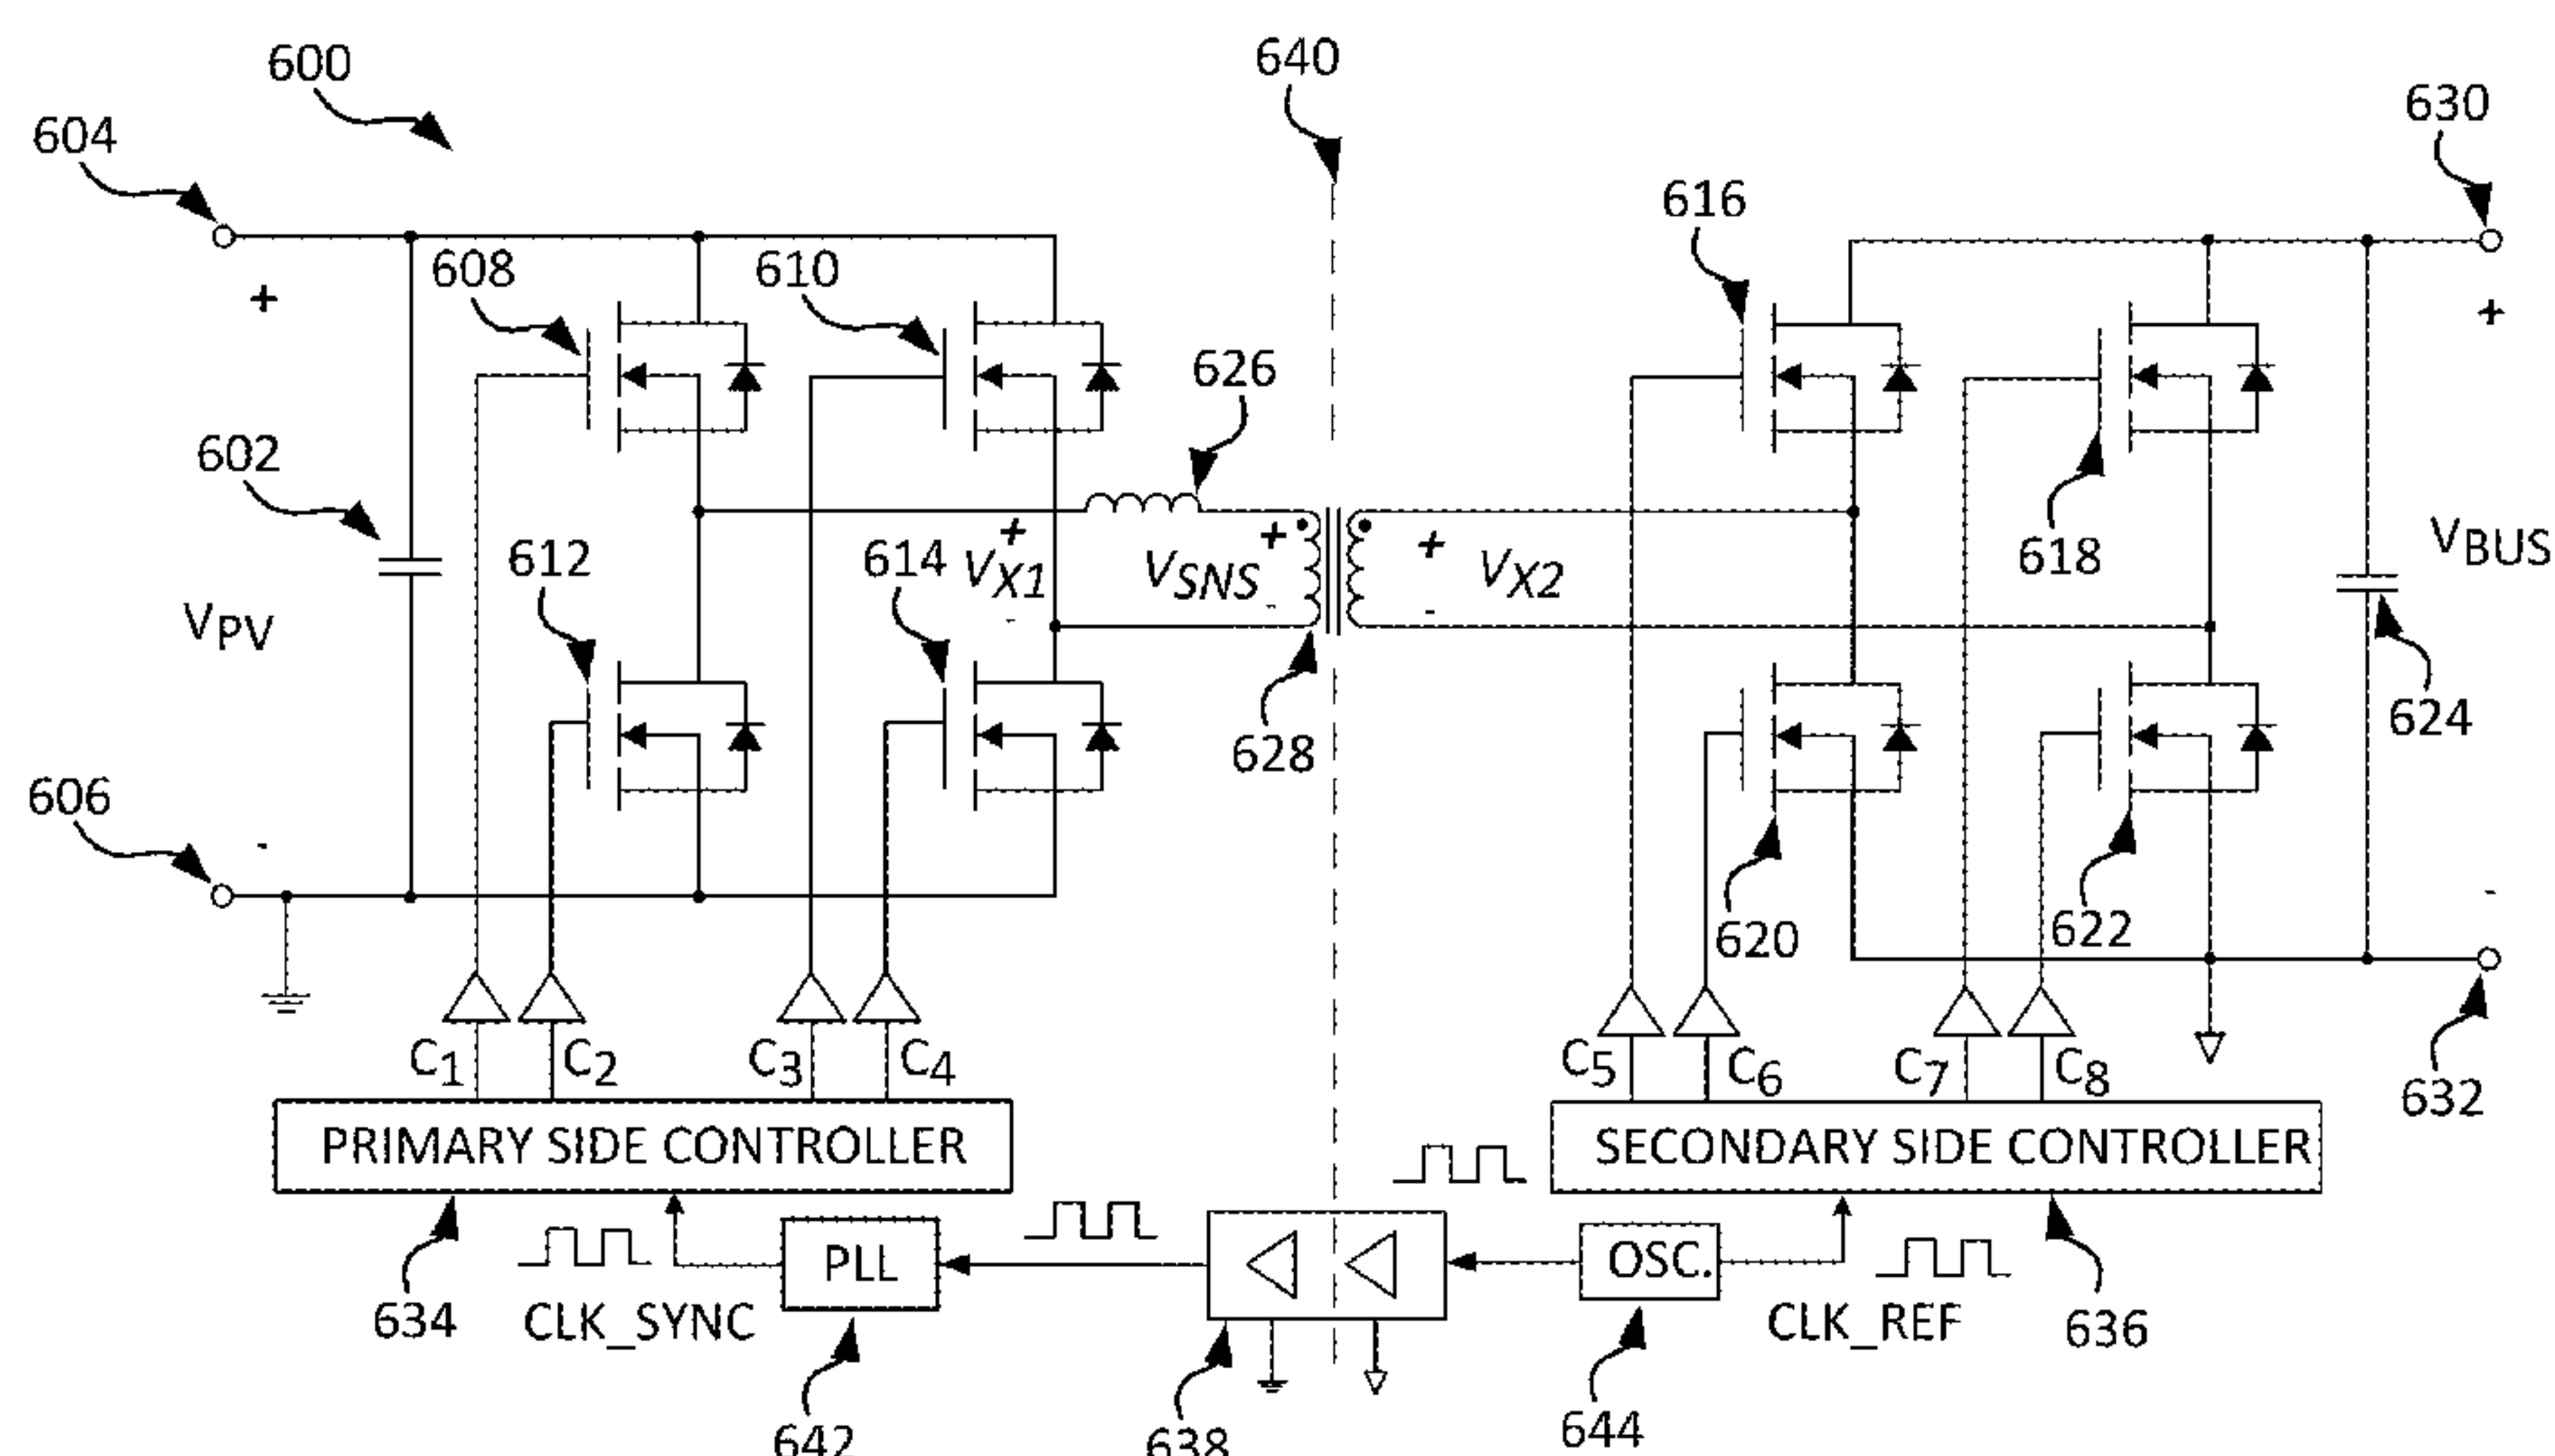 600
640
604
630
616
+
608
610
+
626
602
612
614
+
VX1
-
+
VSNS
-
+
VX2
-
618
VBUS
VPV
628
624
606
-
620
622
-
C1
C2
C3
C4
C5
C6
C7
C8
632
PRIMARY SIDE CONTROLLER
SECONDARY SIDE CONTROLLER
PLL
OSC.
634
CLK_SYNC
CLK_REF
636
642
638
644